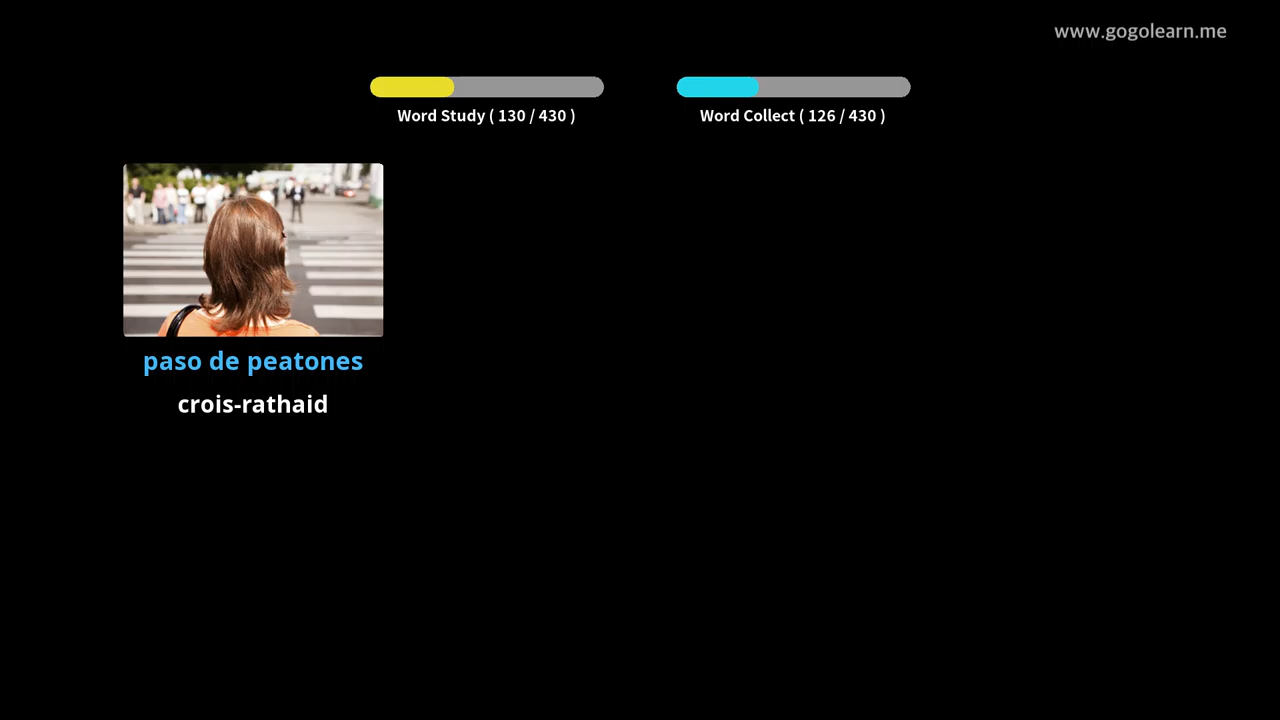 www.gogolearn.me
Word Study ( 130 / 430 )
Word Collect ( 126 / 430 )
paso de peatones
crois-rathaid